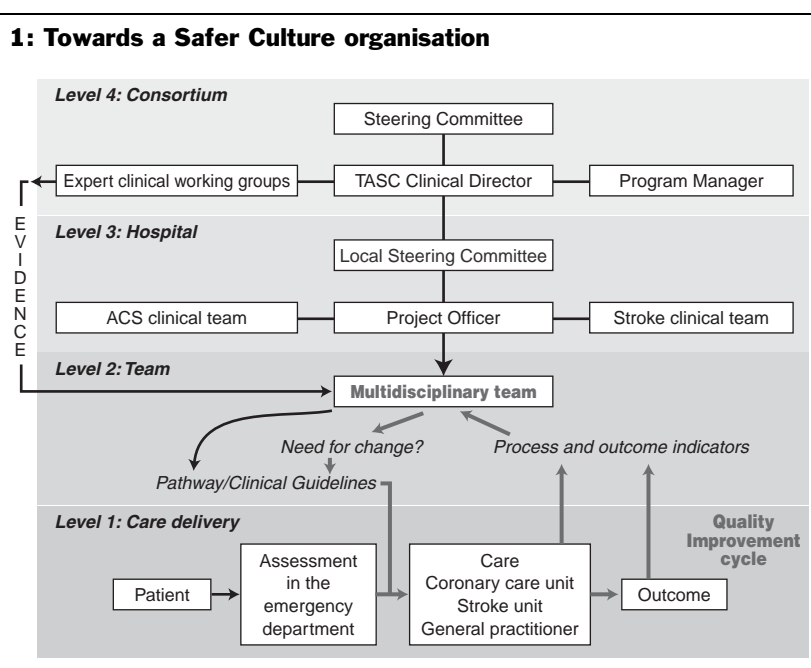 1: Towards a Safer Culture organisation
Level 4: Consortium
Steering Committee
Expert clinical working groups
TASC Clinical Director
Program Manager
EVIDENCE
Level 3: Hospital
Local Steering Committee
ACS clinical team
Project Officer
Stroke clinical team
Level 2: Team
Multidisciplinary team
Need for change?
Process and outcome indicators
Pathway/Clinical Guidelines
Level 1: Care delivery
Quality
Improvement
cycle
Patient
Assessment
in the
emergency
department
Care
Coronary care unit
Stroke unit
General practitioner
Outcome